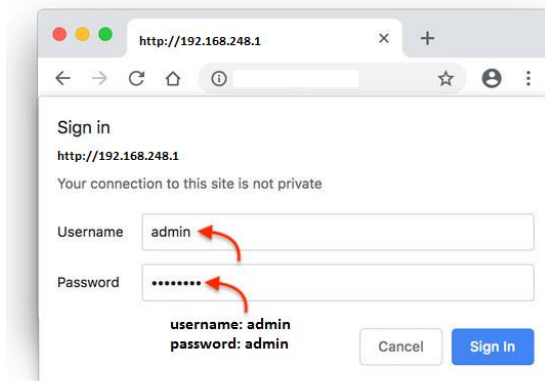 http://192.168.248.1
Sign in
http://192.168.248.1
Your connection to this site is not private
Username admin
Password ••••••••
username: admin
password: admin
Cancel Sign In